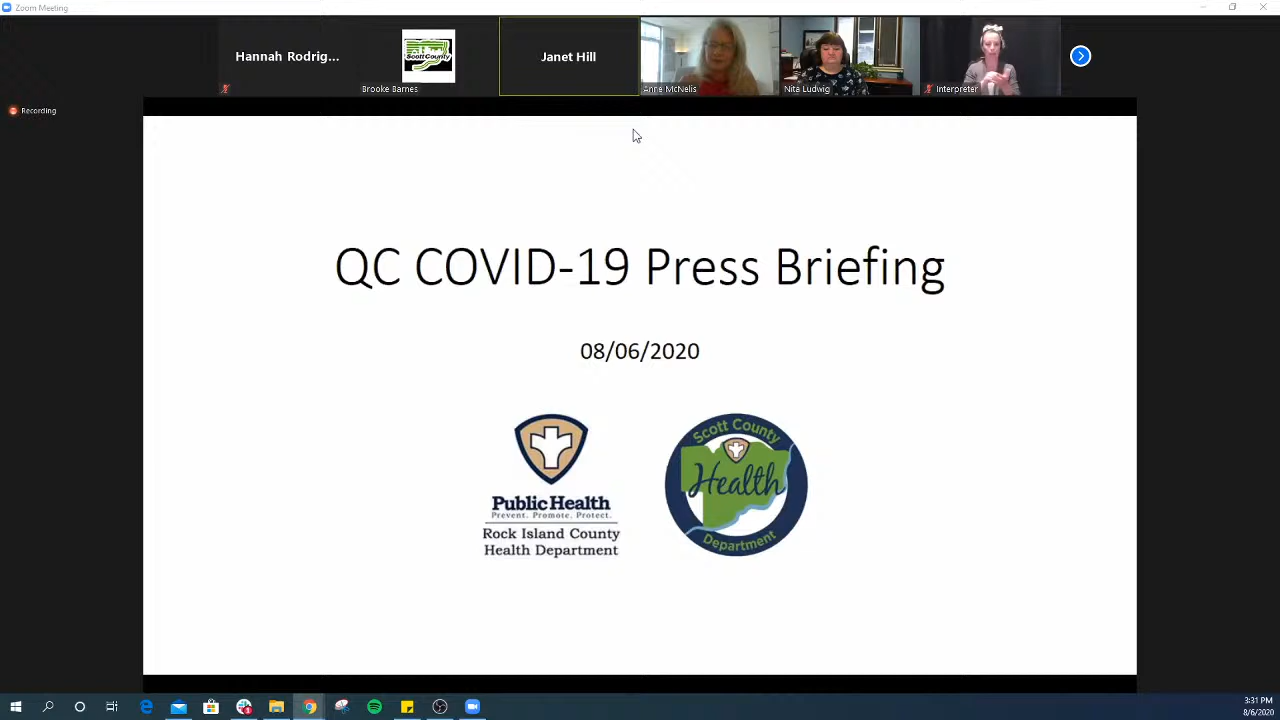 Zoom Meeting
Hannah Rodrig...
Scott County
Brooke Barnes
Janet Hill
Anne McNelis
Nita Ludwig
Interpreter
Recording
QC COVID-19 Press Briefing
08/06/2020
Public Health
Prevent. Promote. Protect.
Rock Island County
Health Department
Scott County
Health
Department
3:31 PM
8/6/2020